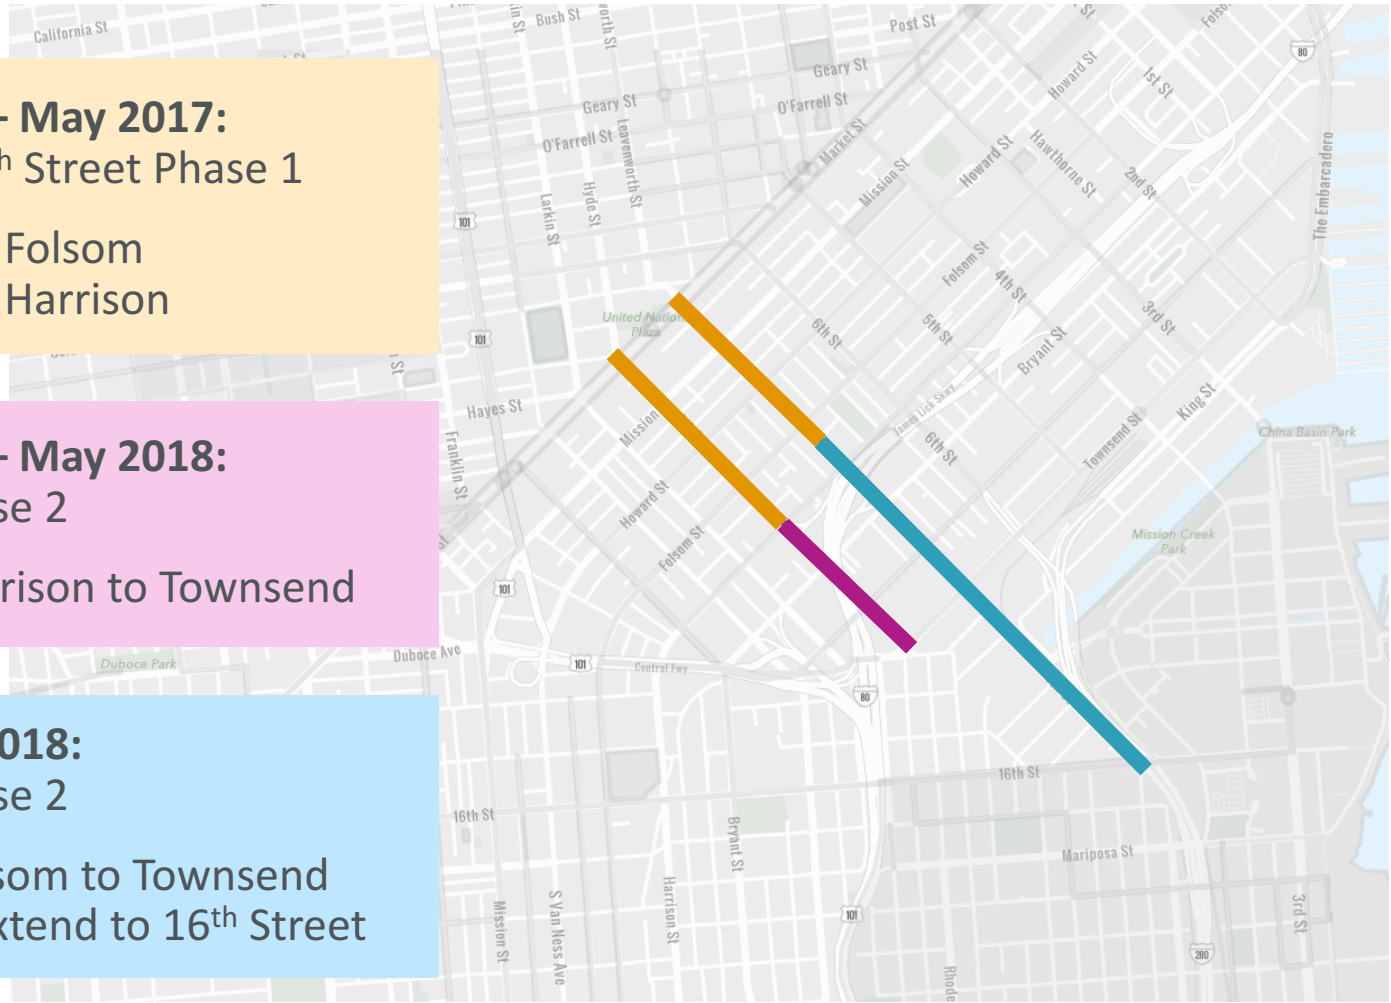 – May 2017:
h Street Phase 1
Folsom
Harrison
– May 2018:
se 2
rison to Townsend
018:
se 2
som to Townsend
xtend to 16th Street
California St
Bush St
Post St
Geary St
Geary St
O'Farrell St
O'Farrell St
Leavenworth St
Hyde St
Larkin St
Market St
Mission St
Howard St
Howard St
1st St
Hawthorne St
2nd St
80
The Embarcadero
101
101
United Nation
Plaza
Folsom St
4th St
5th St
6th St
3rd St
Bryant St
King St
James Lick Skwy
6th St
Townsend St
China Basin Park
Hayes St
Franklin St
Mission
Howard St
Folsom St
Mission Creek
Park
101
Duboce Park
Duboce Ave
101
Central Fwy
80
16th St
16th St
Bryant St
Mariposa St
Mission St
S Van Ness Ave
Harrison St
101
3rd St
280
Rhode